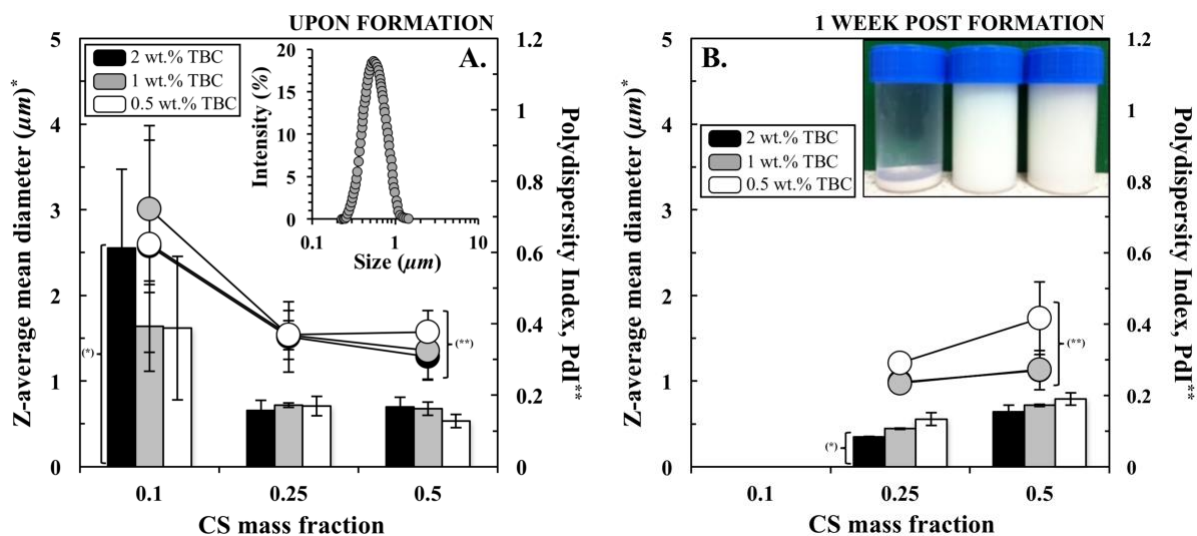 UPON FORMATION
A.
2 wt.% TBC
1 wt.% TBC
0.5 wt.% TBC
Intensity (%)
20
15
10
5
0
0.1 1 10
Size (µm)
Z-average mean diameter (µm)*
5
4
3
2
1
0
(*)
(**)
Polydispersity Index, PdI**
1.2
1
0.8
0.6
0.4
0.2
0
0.1 0.25 0.5
CS mass fraction
1 WEEK POST FORMATION
B.
2 wt.% TBC
1 wt.% TBC
0.5 wt.% TBC
Z-average mean diameter (µm)*
5
4
3
2
1
0
(*)
(**)
Polydispersity Index, PdI**
1.2
1
0.8
0.6
0.4
0.2
0
0.1 0.25 0.5
CS mass fraction